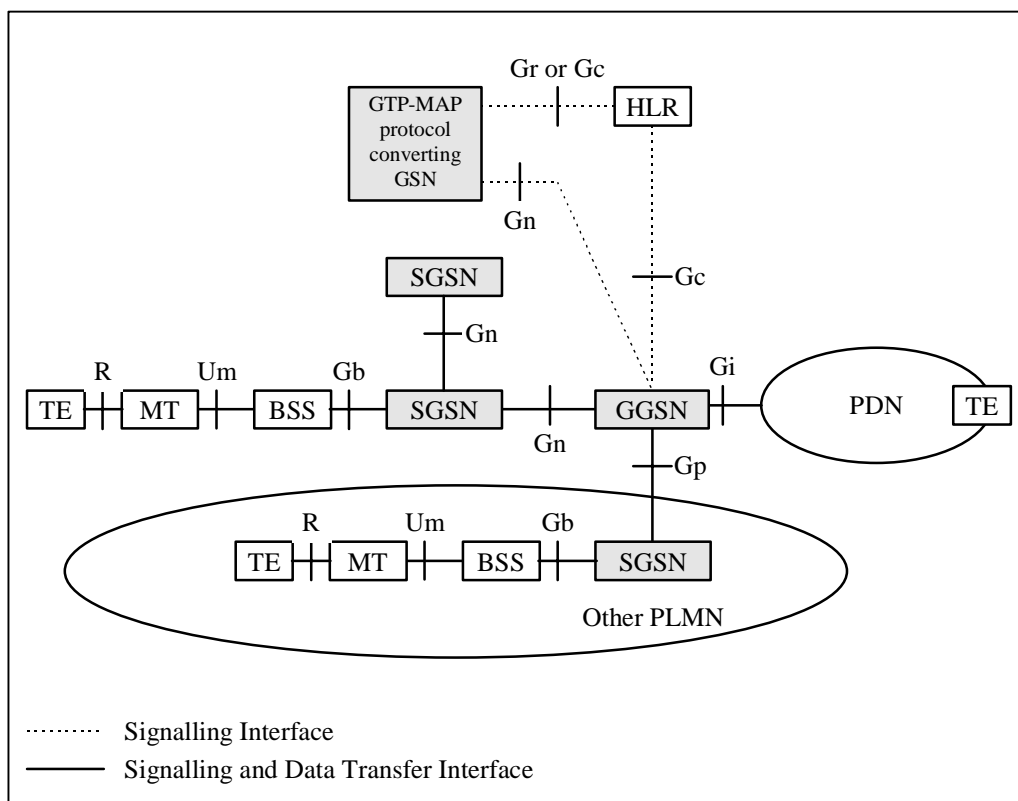 Gr or Gc
GTP-MAP
protocol
converting
GSN
HLR
Gn
SGSN
Gc
Gn
R
Um
Gb
Gi
TE
MT
BSS
SGSN
GGSN
PDN
TE
Gn
Gp
R
Um
Gb
TE
MT
BSS
SGSN
Other PLMN
Signalling Interface
Signalling and Data Transfer Interface